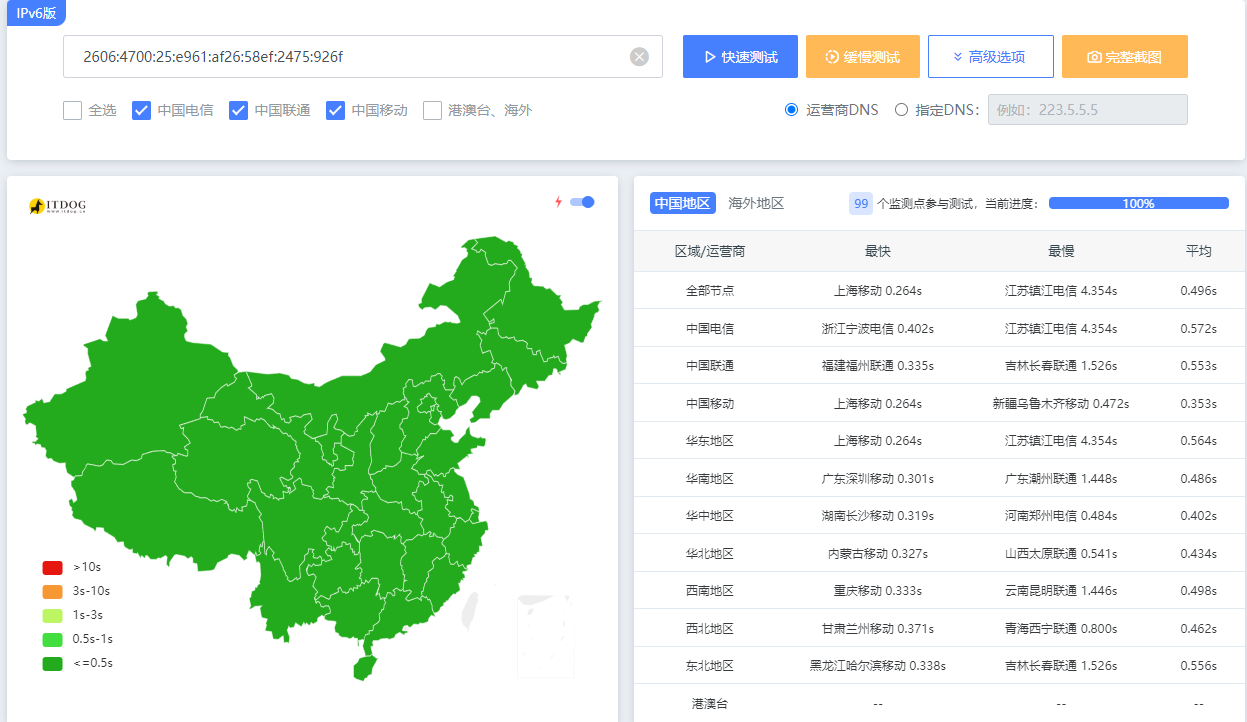 IPv6版
2606:4700:25:e961:af26:58ef:2475:926f
快速测试 缓慢测试 高级选项 完整截图
全选 中国电信 中国联通 中国移动 港澳台、海外 运营商DNS 指定DNS: 例如：223.5.5.5
ITDOG
www.itdog.cn
>10s
3s-10s
1s-3s
0.5s-1s
<=0.5s
中国地区 海外地区 99 个监测点参与测试，当前进度： 100%
区域/运营商 最快 最慢 平均
全部节点 上海移动 0.264s 江苏镇江电信 4.354s 0.496s
中国电信 浙江宁波电信 0.402s 江苏镇江电信 4.354s 0.572s
中国联通 福建福州联通 0.335s 吉林长春联通 1.526s 0.553s
中国移动 上海移动 0.264s 新疆乌鲁木齐移动 0.472s 0.353s
华东地区 上海移动 0.264s 江苏镇江电信 4.354s 0.564s
华南地区 广东深圳移动 0.301s 广东潮州联通 1.448s 0.486s
华中地区 湖南长沙移动 0.319s 河南郑州电信 0.484s 0.402s
华北地区 内蒙古移动 0.327s 山西太原联通 0.541s 0.434s
西南地区 重庆移动 0.333s 云南昆明联通 1.446s 0.498s
西北地区 甘肃兰州移动 0.371s 青海西宁联通 0.800s 0.462s
东北地区 黑龙江哈尔滨移动 0.338s 吉林长春联通 1.526s 0.556s
港澳台 -- -- --